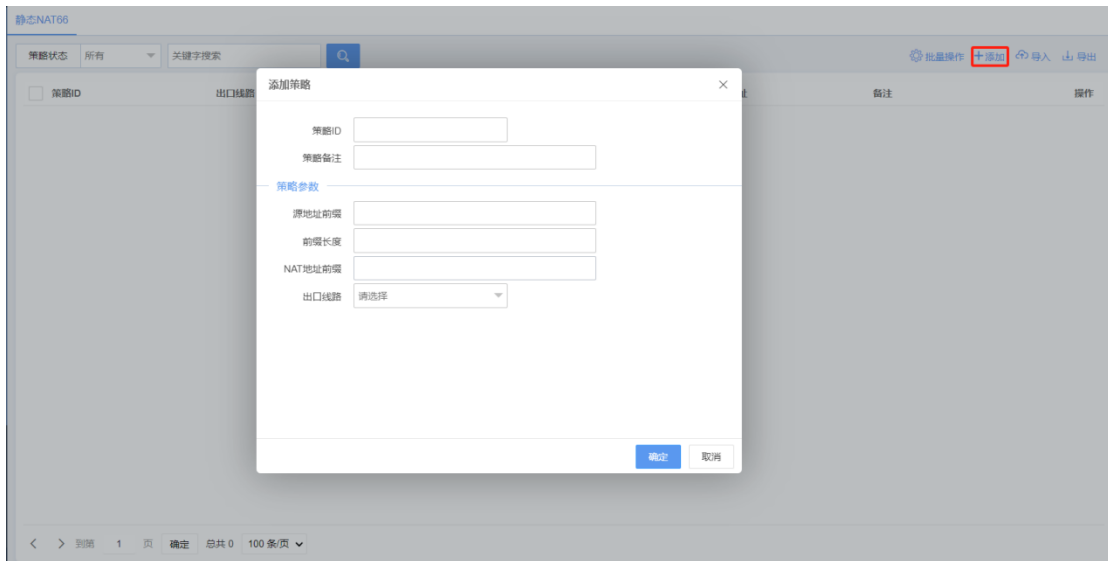 静态NAT66
策略状态 所有 关键字搜索 批量操作 添加 导入 导出
策略ID 出口线路 备注 操作
添加策略
策略ID
策略备注
策略参数
源地址前缀
前缀长度
NAT地址前缀
出口线路 请选择
确定 取消
到第 1 页 确定 总共 0 100 条/页